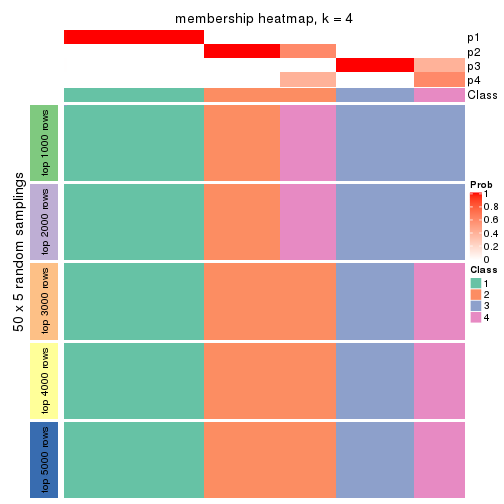 membership heatmap, k = 4
p1
p2
p3
p4
Class
50 x 5 random samplings
top 1000 rows
top 2000 rows
top 3000 rows
top 4000 rows
top 5000 rows
Prob
1
0.8
0.6
0.4
0.2
0
Class
1
2
3
4